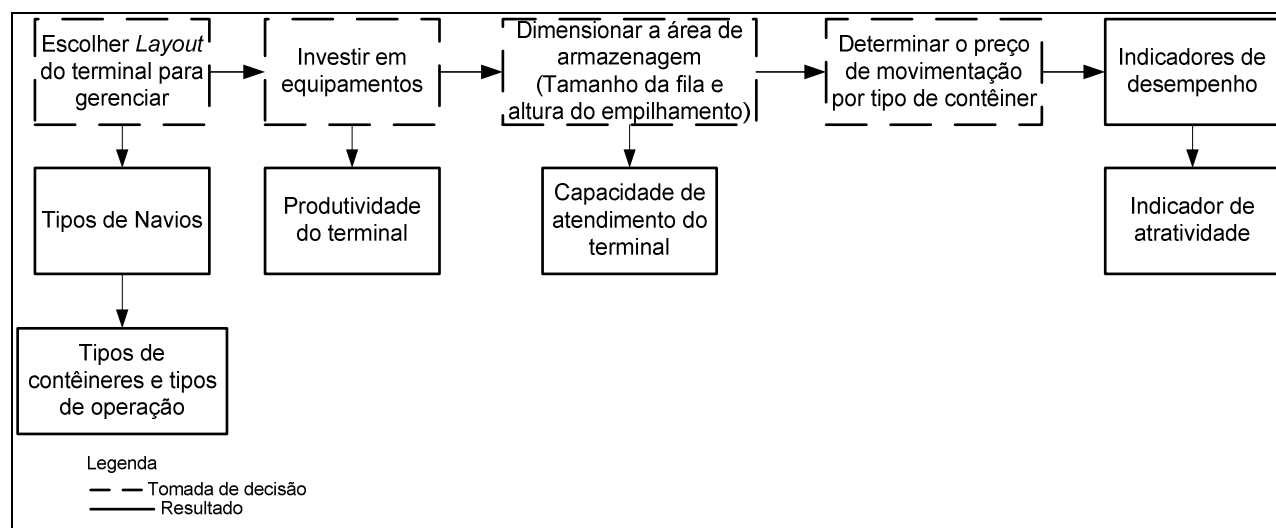 Escolher Layout
do terminal para
gerenciar
Investir em
equipamentos
Dimensionar a área de
armazenagem
(Tamanho da fila e
altura do empilhamento)
Determinar o preço
de movimentação
por tipo de contêiner
Indicadores de
desempenho
Tipos de Navios
Produtividade
do terminal
Capacidade de
atendimento do
terminal
Indicador de
atratividade
Tipos de
contêineres e tipos
de operação
Legenda
Tomada de decisão
Resultado